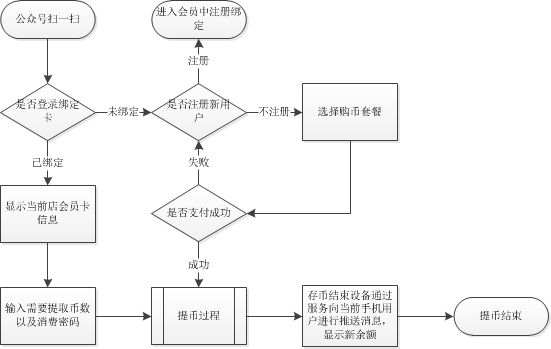 公众号扫一扫
进入会员中注册绑
定
注册
是否登录绑定
卡
未绑定
是否注册新用
户
不注册
选择购币套餐
已绑定
失败
显示当前店会员卡
信息
是否支付成功
成功
输入需要提取币数
以及消费密码
提币过程
存币结束设备通过
服务向当前手机用
户进行推送消息，
显示新余额
提币结束